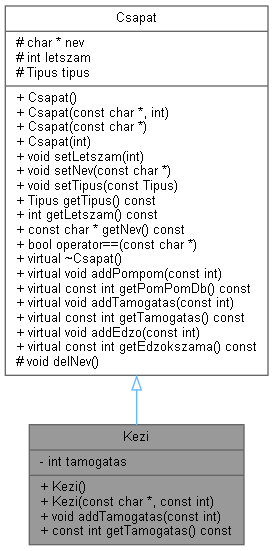 Csapat
# char * nev
# int letszam
# Tipus tipus
+ Csapat()
+ Csapat(const char *, int)
+ Csapat(const char *)
+ Csapat(int)
+ void setLetszam(int)
+ void setNev(const char *)
+ void setTipus(const Tipus)
+ Tipus getTipus() const
+ int getLetszam() const
+ const char * getNev() const
+ bool operator==(const char *)
+ virtual ~Csapat()
+ virtual void addPompom(const int)
+ virtual const int getPomPomDb() const
+ virtual void addTamogatas(const int)
+ virtual const int getTamogatas() const
+ virtual void addEdzo(const int)
+ virtual const int getEdzokszama() const
# void delNev()
Kezi
- int tamogatas
+ Kezi()
+ Kezi(const char *, const int)
+ void addTamogatas(const int)
+ const int getTamogatas() const